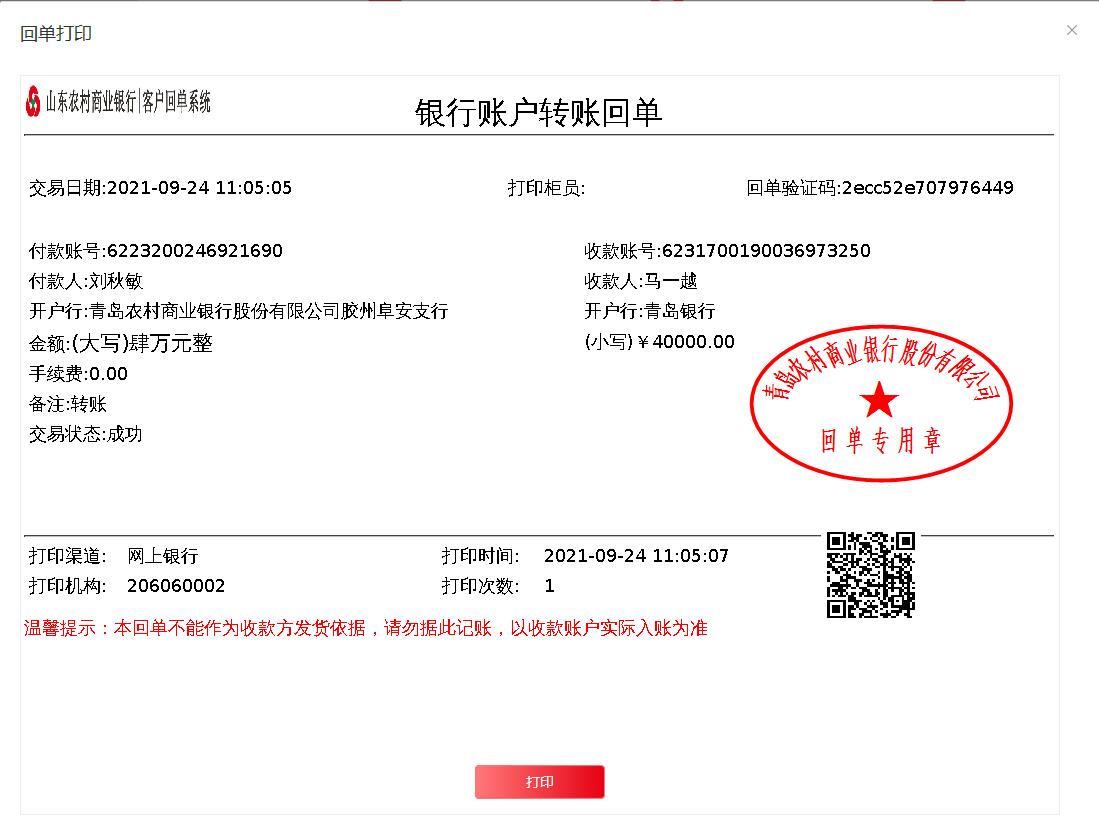 回单打印
山东农村商业银行|客户回单系统
银行账户转账回单
交易日期:2021-09-24 11:05:05 打印柜员: 回单验证码:2ecc52e707976449
付款账号:6223200246921690 收款账号:6231700190036973250
付款人:刘秋敏 收款人:马一越
开户行:青岛农村商业银行股份有限公司胶州阜安支行 开户行:青岛银行
金额:(大写)肆万元整 (小写)￥40000.00
手续费:0.00
备注:转账
交易状态:成功
青岛农村商业银行股份有限公司
回单专用章
打印渠道: 网上银行 打印时间: 2021-09-24 11:05:07
打印机构: 206060002 打印次数: 1
温馨提示：本回单不能作为收款方发货依据，请勿据此记账，以收款账户实际入账为准
打印